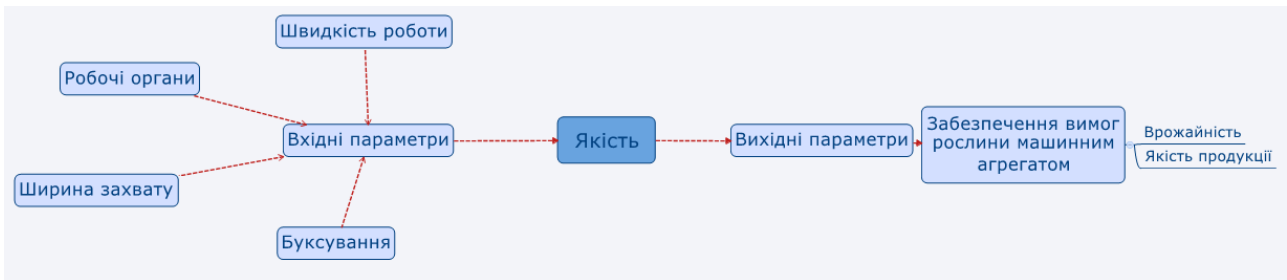 Швидкість роботи
Робочі органи
Вхідні параметри
Ширина захвату
Буксування
Якість
Вихідні параметри
Забезпечення вимог
рослини машинним
агрегатом
Врожайність
Якість продукції